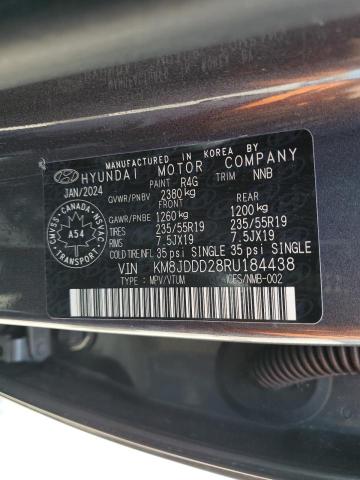 MANUFACTURED IN KOREA BY
HYUNDAI MOTOR COMPANY
JAN/2024 PAINT R4G TRIM NNB
GVWR/PNBV 2380 kg
FRONT REAR
GAWR/PNBE 1260 kg 1200 kg
TIRES 235/55R19 235/55R19
RIMS 7.5JX19 7.5JX19
COLD TIRE INFL 35 psi SINGLE 35 psi SINGLE
VIN KM8JDDD28RU184438
TYPE : MPV/VTUM ICES/NMB-002
CANADA
CMVSS NSVAC
A54
TRANSPORT